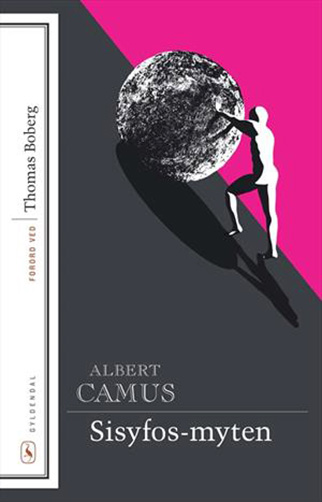 ALBERT
CAMUS
Sisyfos-myten
FORORD VED | Thomas Boberg
GYLDENDAL